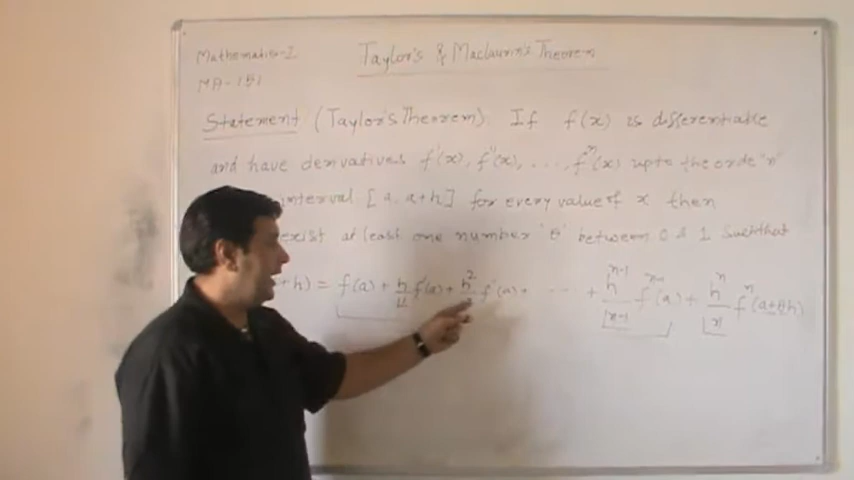 Mathematics-I
Taylor's & Maclaurin's Theorem
MA-151
Statement (Taylor's Theorem). If f(x) is differentiable
and have derivatives f'(x), f''(x), ..., fⁿ(x) upto the orde "n"
interval [a, a+h] for every value of x then
exist at least one number 'θ' between 0 & 1 such that
+h) = f(a) + h/|1 f'(a) + h²/ f''(a) + ... + hⁿ⁻¹/|n-1 fⁿ⁻¹(a) + hⁿ/|n fⁿ(a+θh)